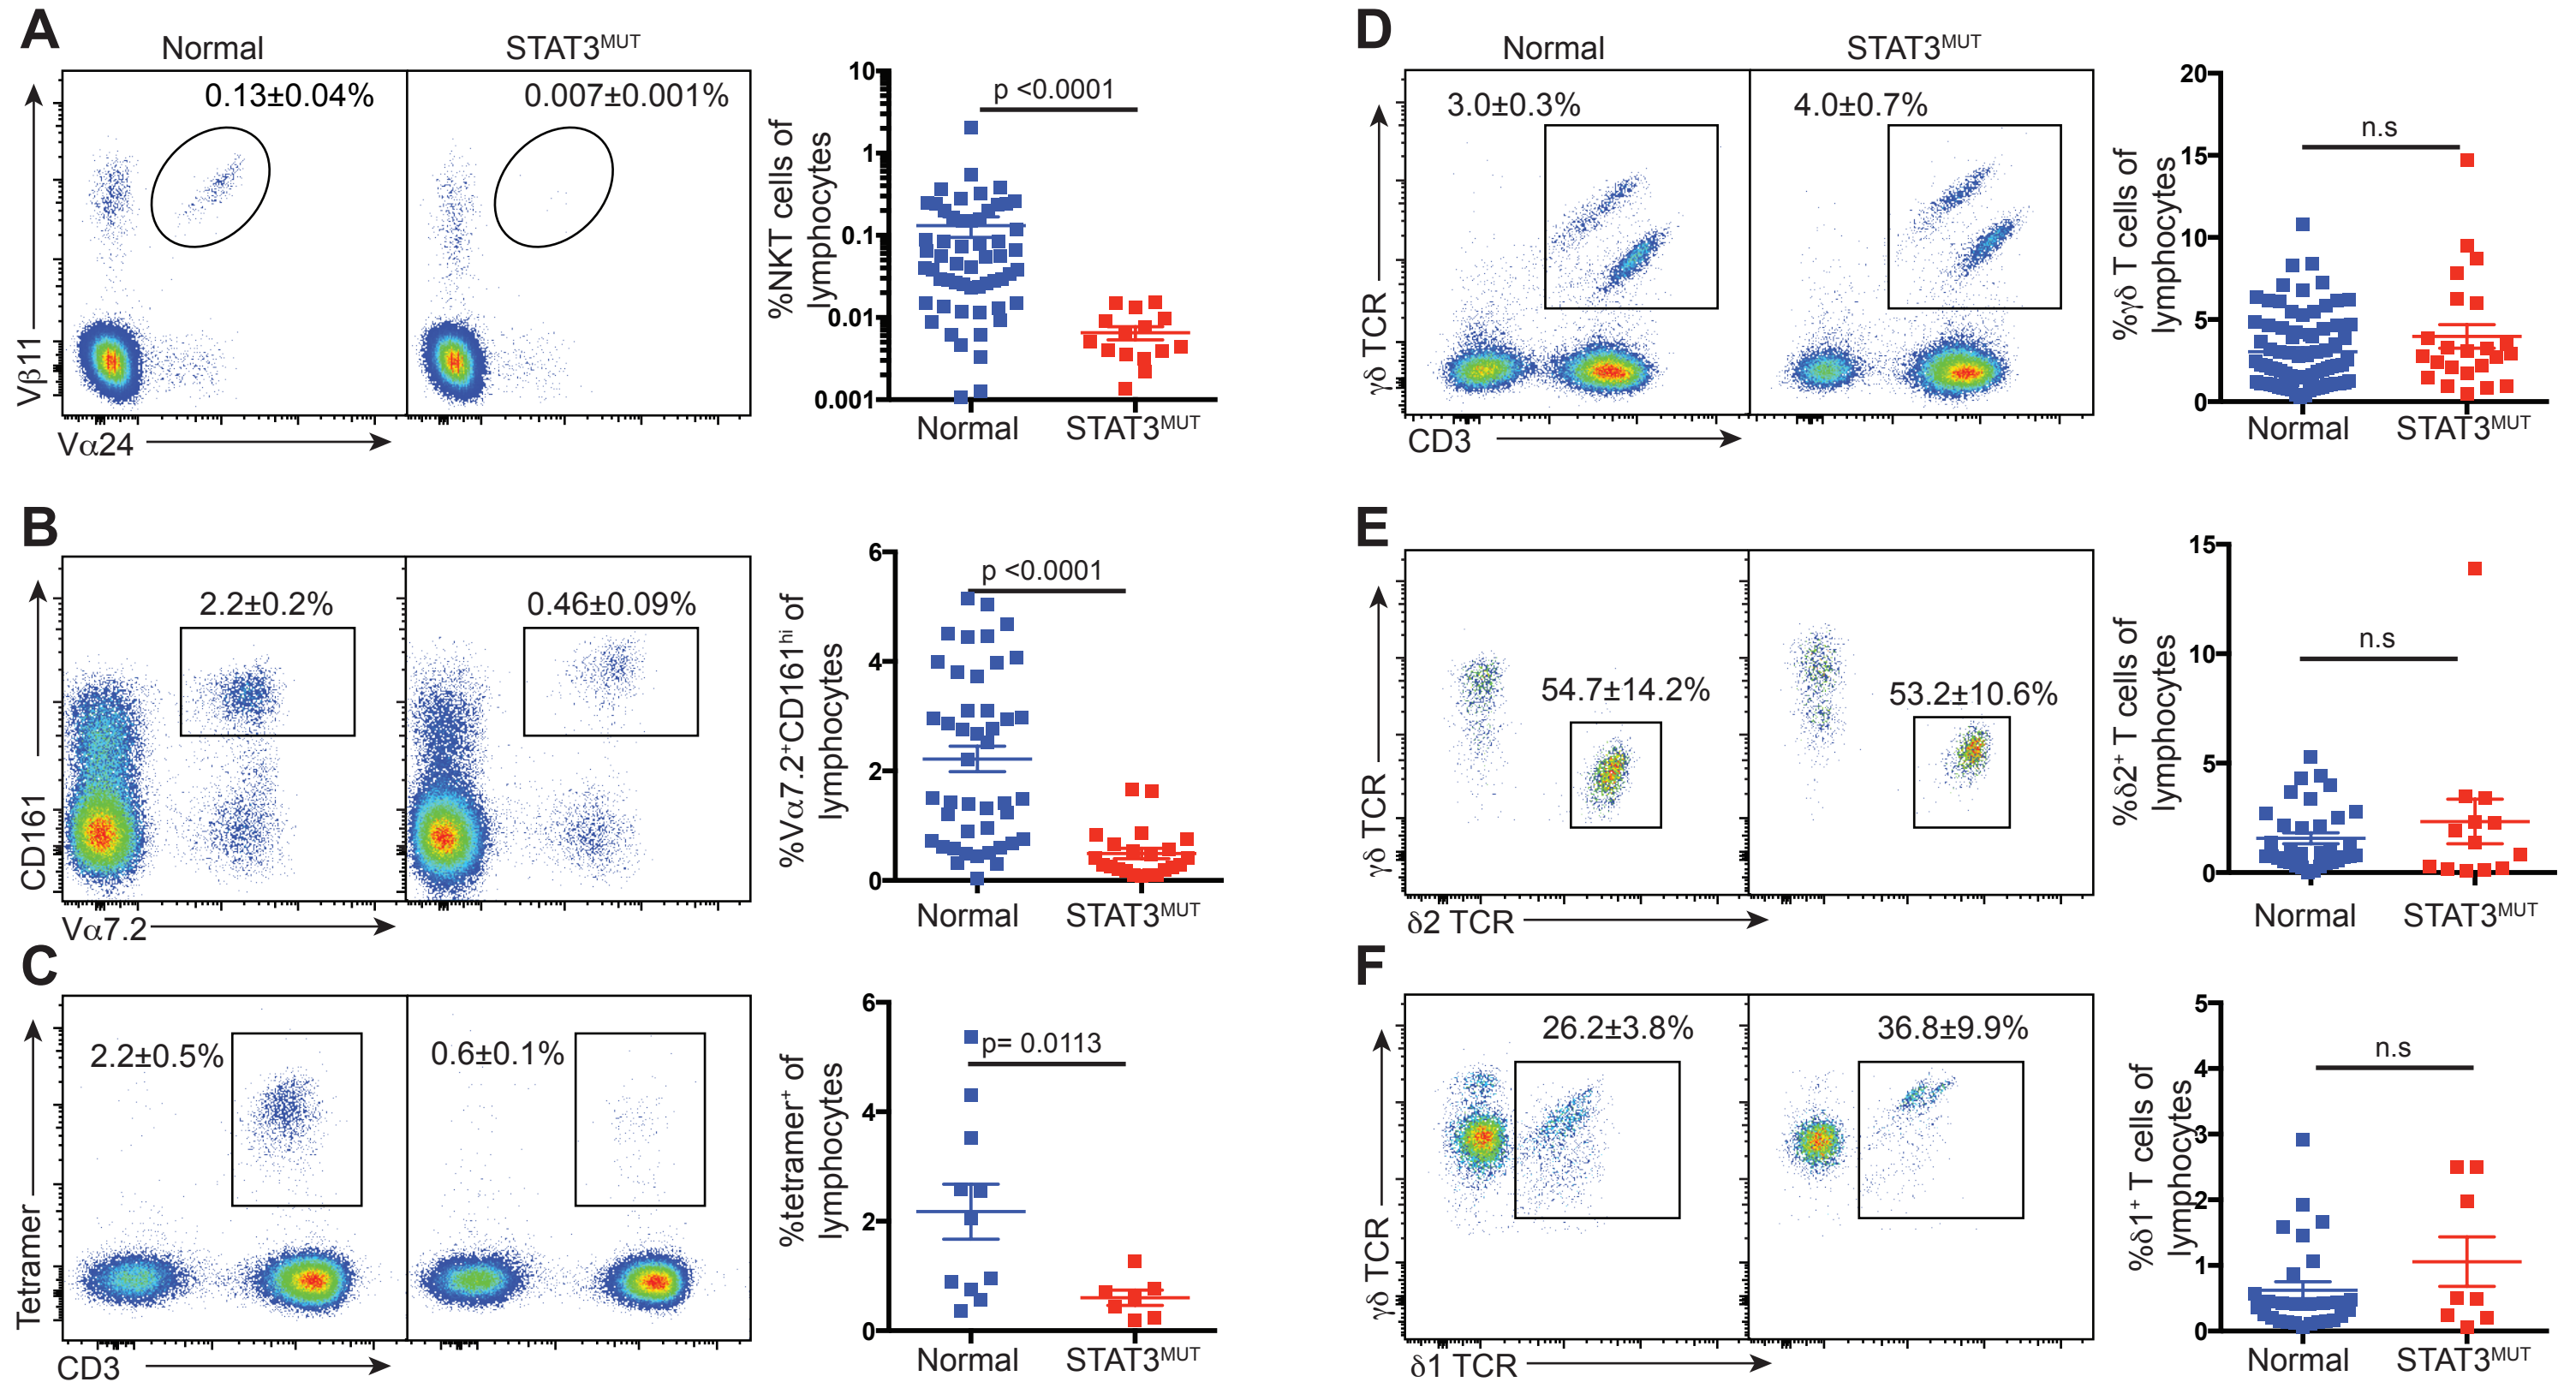 A
Normal
STAT3MUT
0.13±0.04%
0.007±0.001%
Vβ11
Vα24
%NKT cells of
lymphocytes
10
1
0.1
0.01
0.001
p <0.0001
Normal
STAT3MUT
B
2.2±0.2%
0.46±0.09%
CD161
Vα7.2
%Vα7.2+CD161hi of
lymphocytes
6
4
2
0
p <0.0001
Normal
STAT3MUT
C
2.2±0.5%
0.6±0.1%
Tetramer
CD3
%tetramer+ of
lymphocytes
6
4
2
0
p= 0.0113
Normal
STAT3MUT
D
Normal
STAT3MUT
3.0±0.3%
4.0±0.7%
γδ TCR
CD3
%γδ T cells of
lymphocytes
20
15
10
5
0
n.s
Normal
STAT3MUT
E
54.7±14.2%
53.2±10.6%
γδ TCR
δ2 TCR
%δ2+ T cells of
lymphocytes
15
10
5
0
n.s
Normal
STAT3MUT
F
26.2±3.8%
36.8±9.9%
γδ TCR
δ1 TCR
%δ1+ T cells of
lymphocytes
5
4
3
2
1
0
n.s
Normal
STAT3MUT